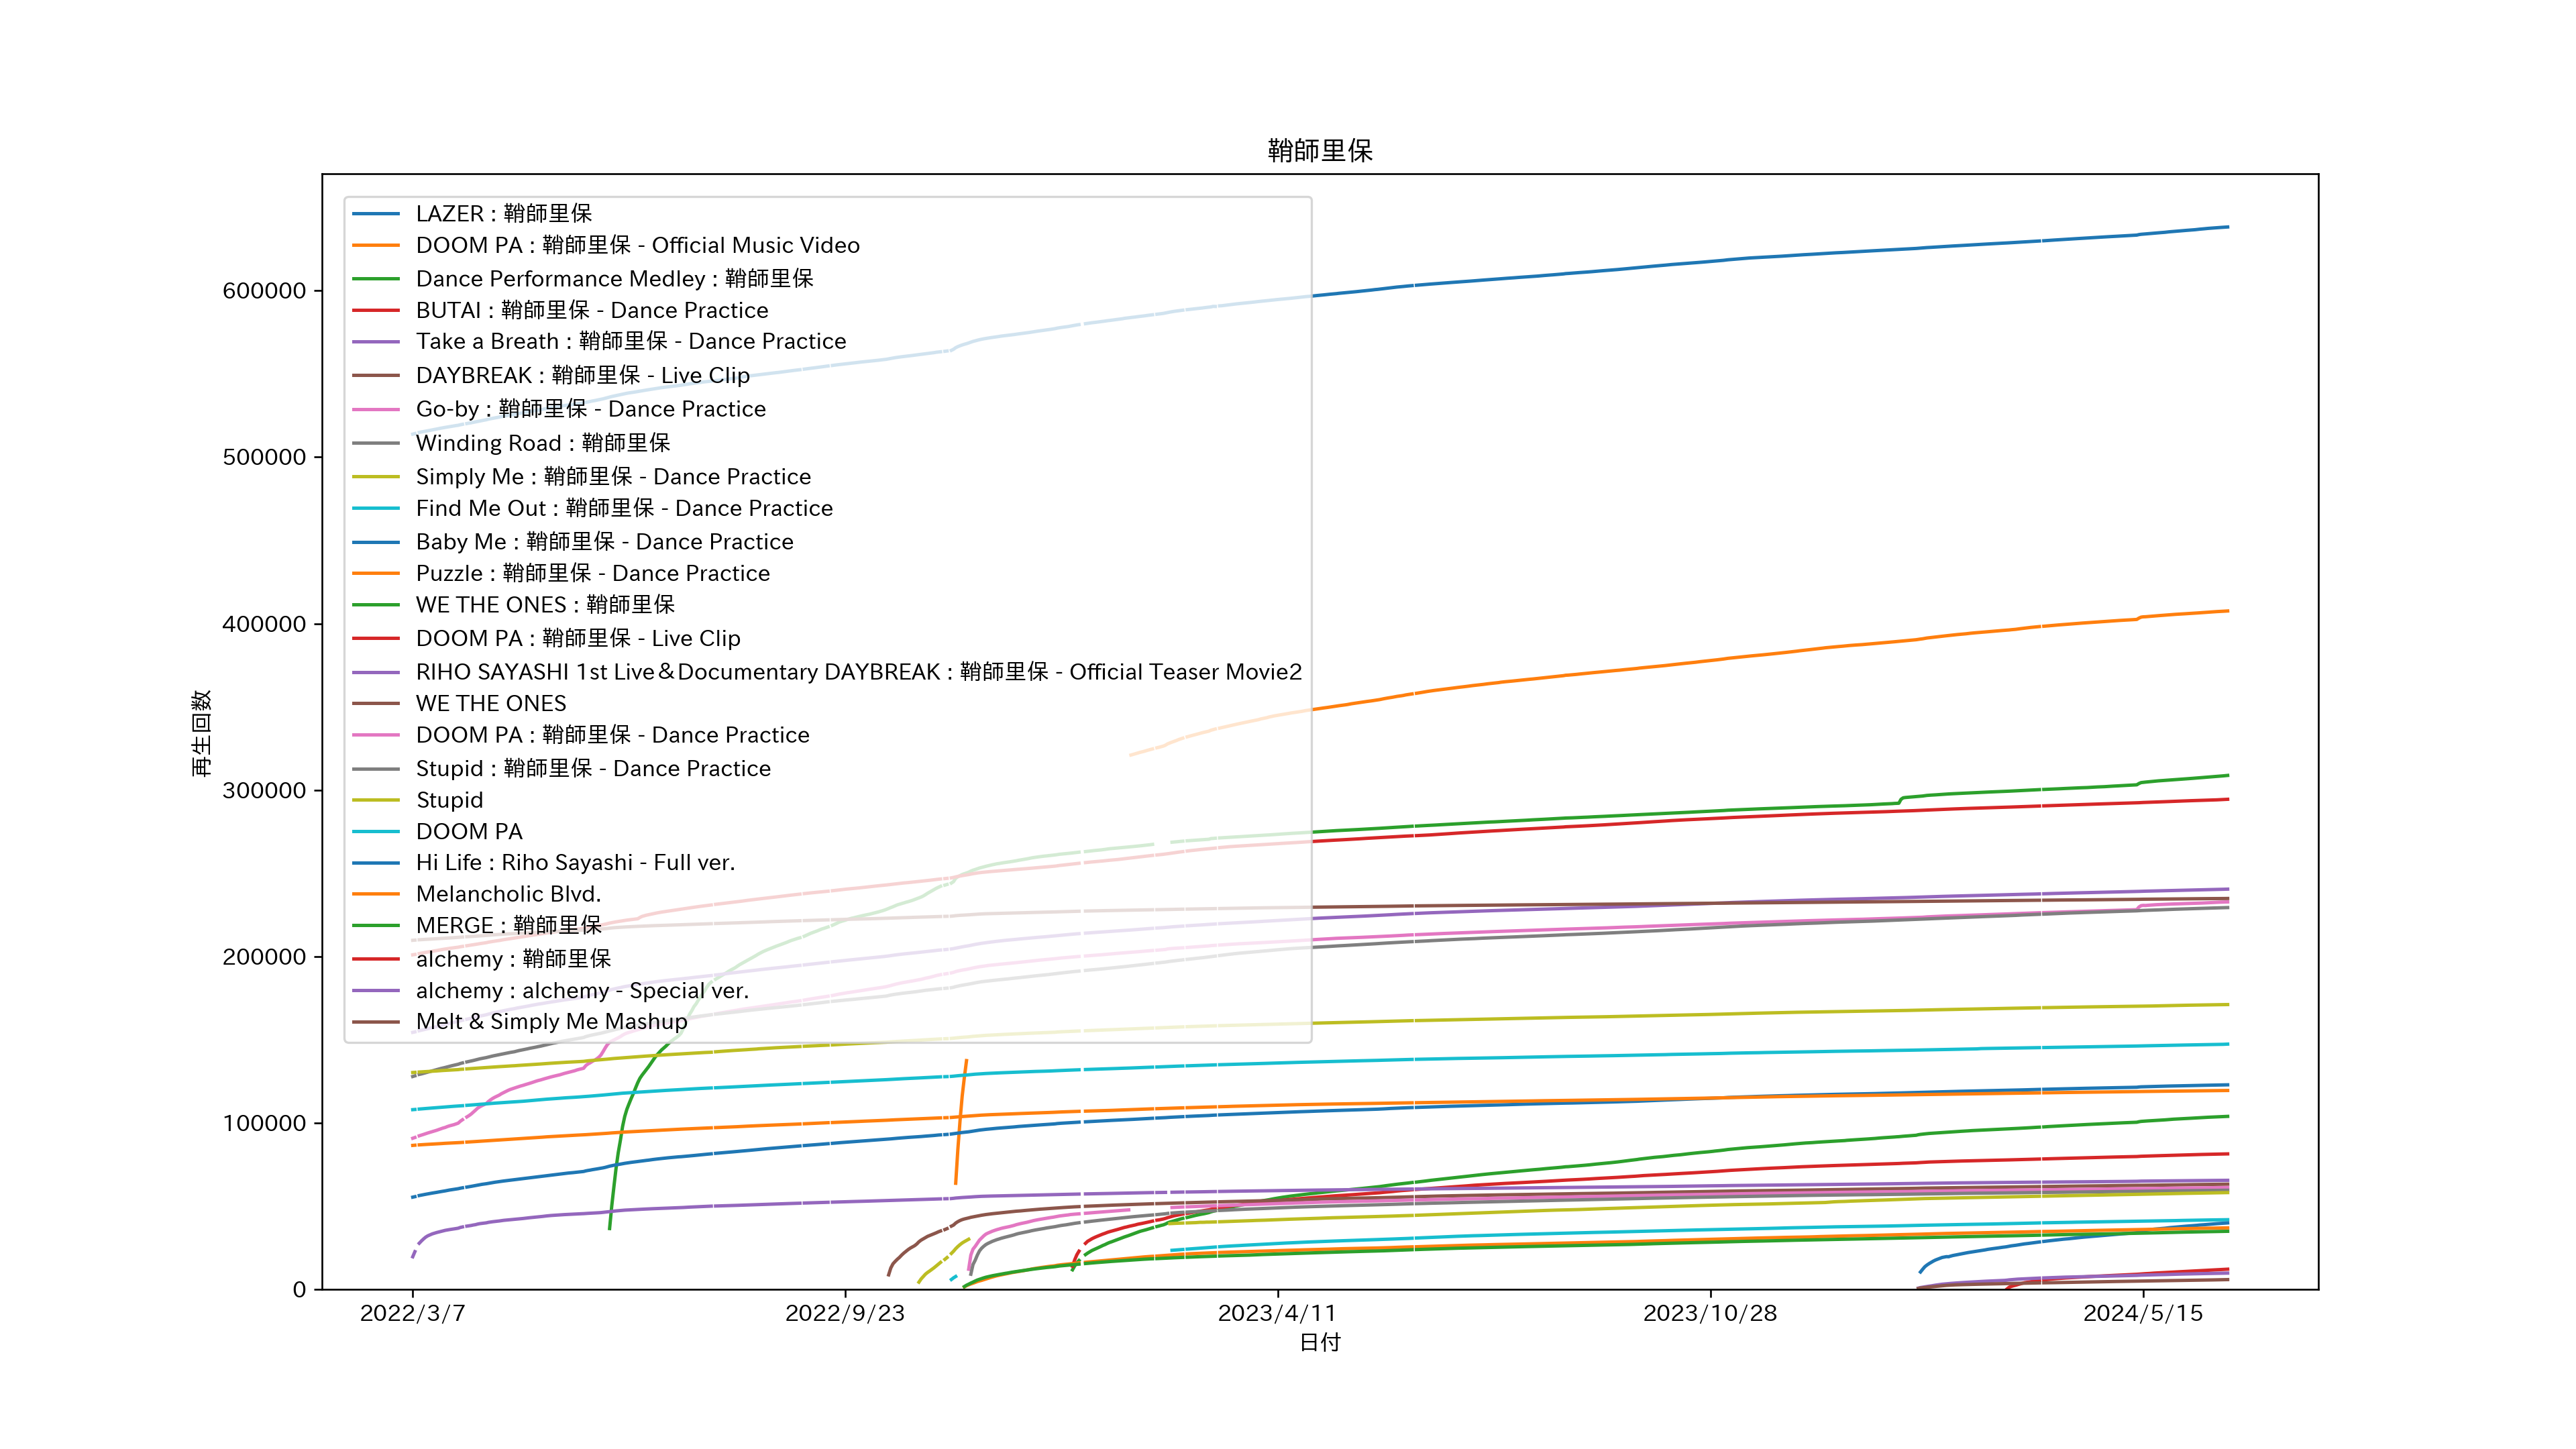 鞘師里保
LAZER : 鞘師里保
DOOM PA : 鞘師里保 - Official Music Video
Dance Performance Medley : 鞘師里保
BUTAI : 鞘師里保 - Dance Practice
Take a Breath : 鞘師里保 - Dance Practice
DAYBREAK : 鞘師里保 - Live Clip
Go-by : 鞘師里保 - Dance Practice
Winding Road : 鞘師里保
Simply Me : 鞘師里保 - Dance Practice
Find Me Out : 鞘師里保 - Dance Practice
Baby Me : 鞘師里保 - Dance Practice
Puzzle : 鞘師里保 - Dance Practice
WE THE ONES : 鞘師里保
DOOM PA : 鞘師里保 - Live Clip
RIHO SAYASHI 1st Live＆Documentary DAYBREAK : 鞘師里保 - Official Teaser Movie2
WE THE ONES
DOOM PA : 鞘師里保 - Dance Practice
Stupid : 鞘師里保 - Dance Practice
Stupid
DOOM PA
Hi Life : Riho Sayashi - Full ver.
Melancholic Blvd.
MERGE : 鞘師里保
alchemy : 鞘師里保
alchemy : alchemy - Special ver.
Melt & Simply Me Mashup
600000
500000
400000
300000
200000
100000
0
再生回数
2022/3/7
2022/9/23
2023/4/11
2023/10/28
2024/5/15
日付